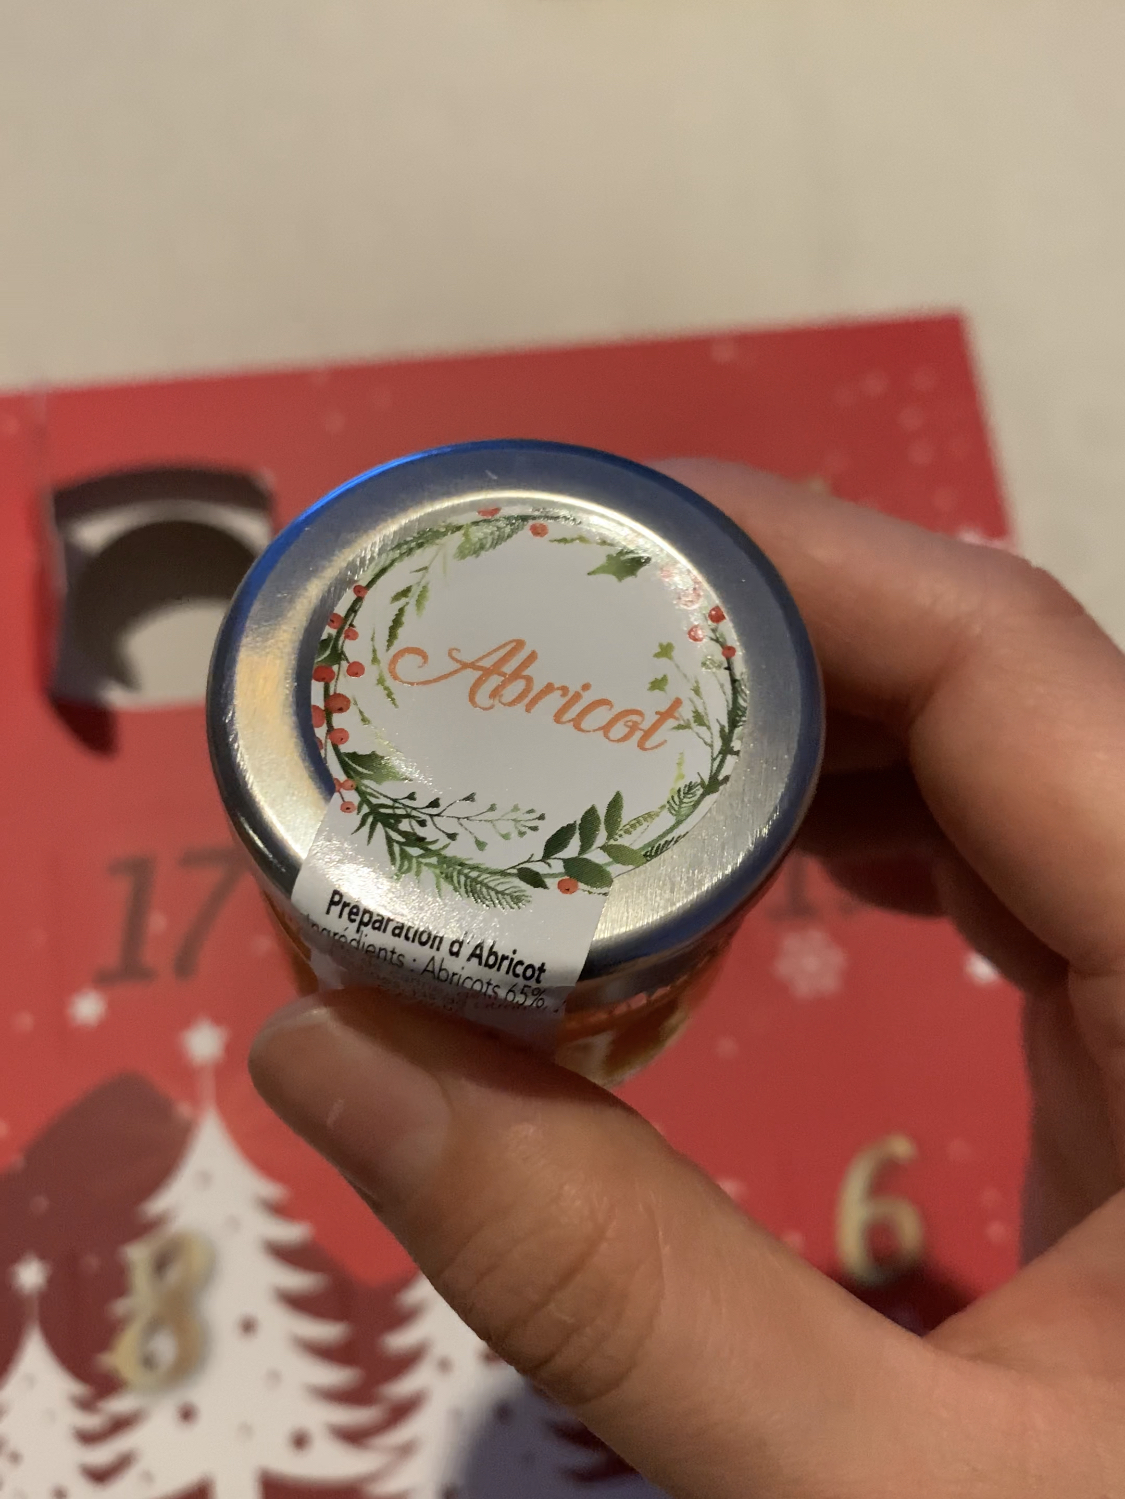 Abricot
Préparation d'Abricot
Ingrédients : Abricots 65%,
17
6
8